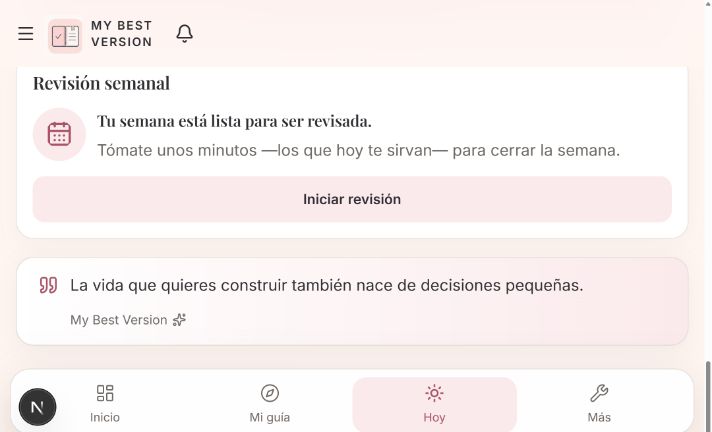 MY BEST
VERSION
Revisión semanal
Tu semana está lista para ser revisada.
Tómate unos minutos —los que hoy te sirvan— para cerrar la semana.
Iniciar revisión
La vida que quieres construir también nace de decisiones pequeñas.
My Best Version
N
Inicio
Mi guía
Hoy
Más